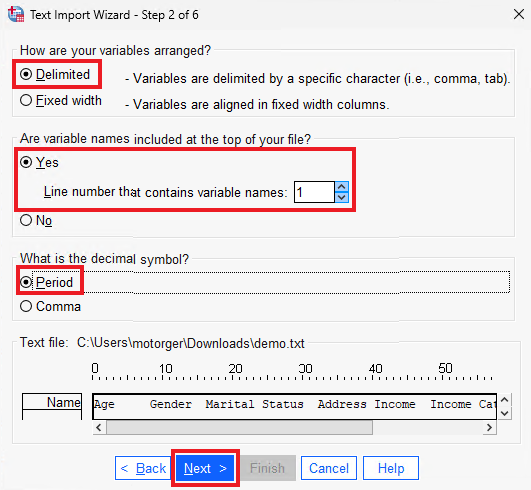 Text Import Wizard - Step 2 of 6
How are your variables arranged?
Delimited - Variables are delimited by a specific character (i.e., comma, tab).
Fixed width - Variables are aligned in fixed width columns.
Are variable names included at the top of your file?
Yes
Line number that contains variable names: 1
No
What is the decimal symbol?
Period
Comma
Text file: C:\Users\motorger\Downloads\demo.txt
0 10 20 30 40 50
Name Age Gender Marital Status Address Income Income Cat
< Back Next > Finish Cancel Help